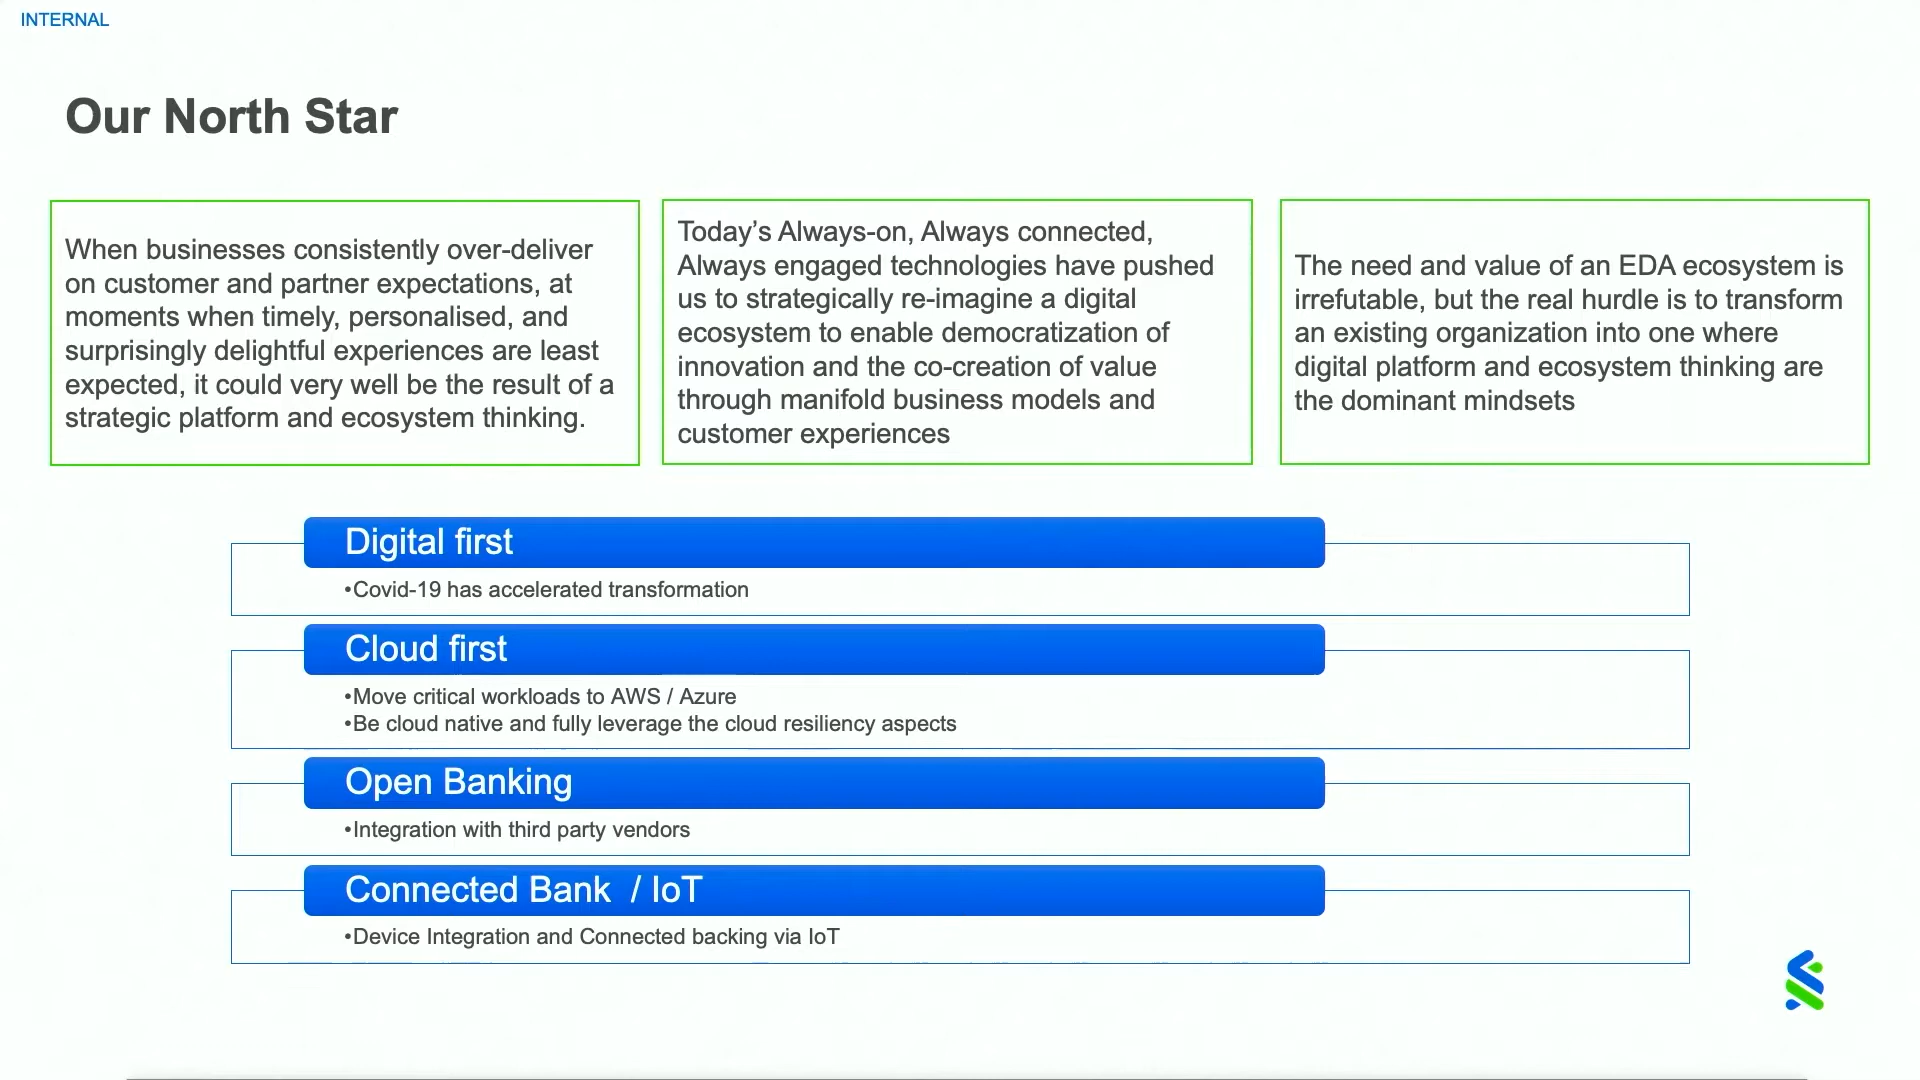 INTERNAL
Our North Star
When businesses consistently over-deliver
on customer and partner expectations, at
moments when timely, personalised, and
surprisingly delightful experiences are least
expected, it could very well be the result of a
strategic platform and ecosystem thinking.
Today’s Always-on, Always connected,
Always engaged technologies have pushed
us to strategically re-imagine a digital
ecosystem to enable democratization of
innovation and the co-creation of value
through manifold business models and
customer experiences
The need and value of an EDA ecosystem is
irrefutable, but the real hurdle is to transform
an existing organization into one where
digital platform and ecosystem thinking are
the dominant mindsets
Digital first
•Covid-19 has accelerated transformation
Cloud first
•Move critical workloads to AWS / Azure
•Be cloud native and fully leverage the cloud resiliency aspects
Open Banking
•Integration with third party vendors
Connected Bank / IoT
•Device Integration and Connected backing via IoT